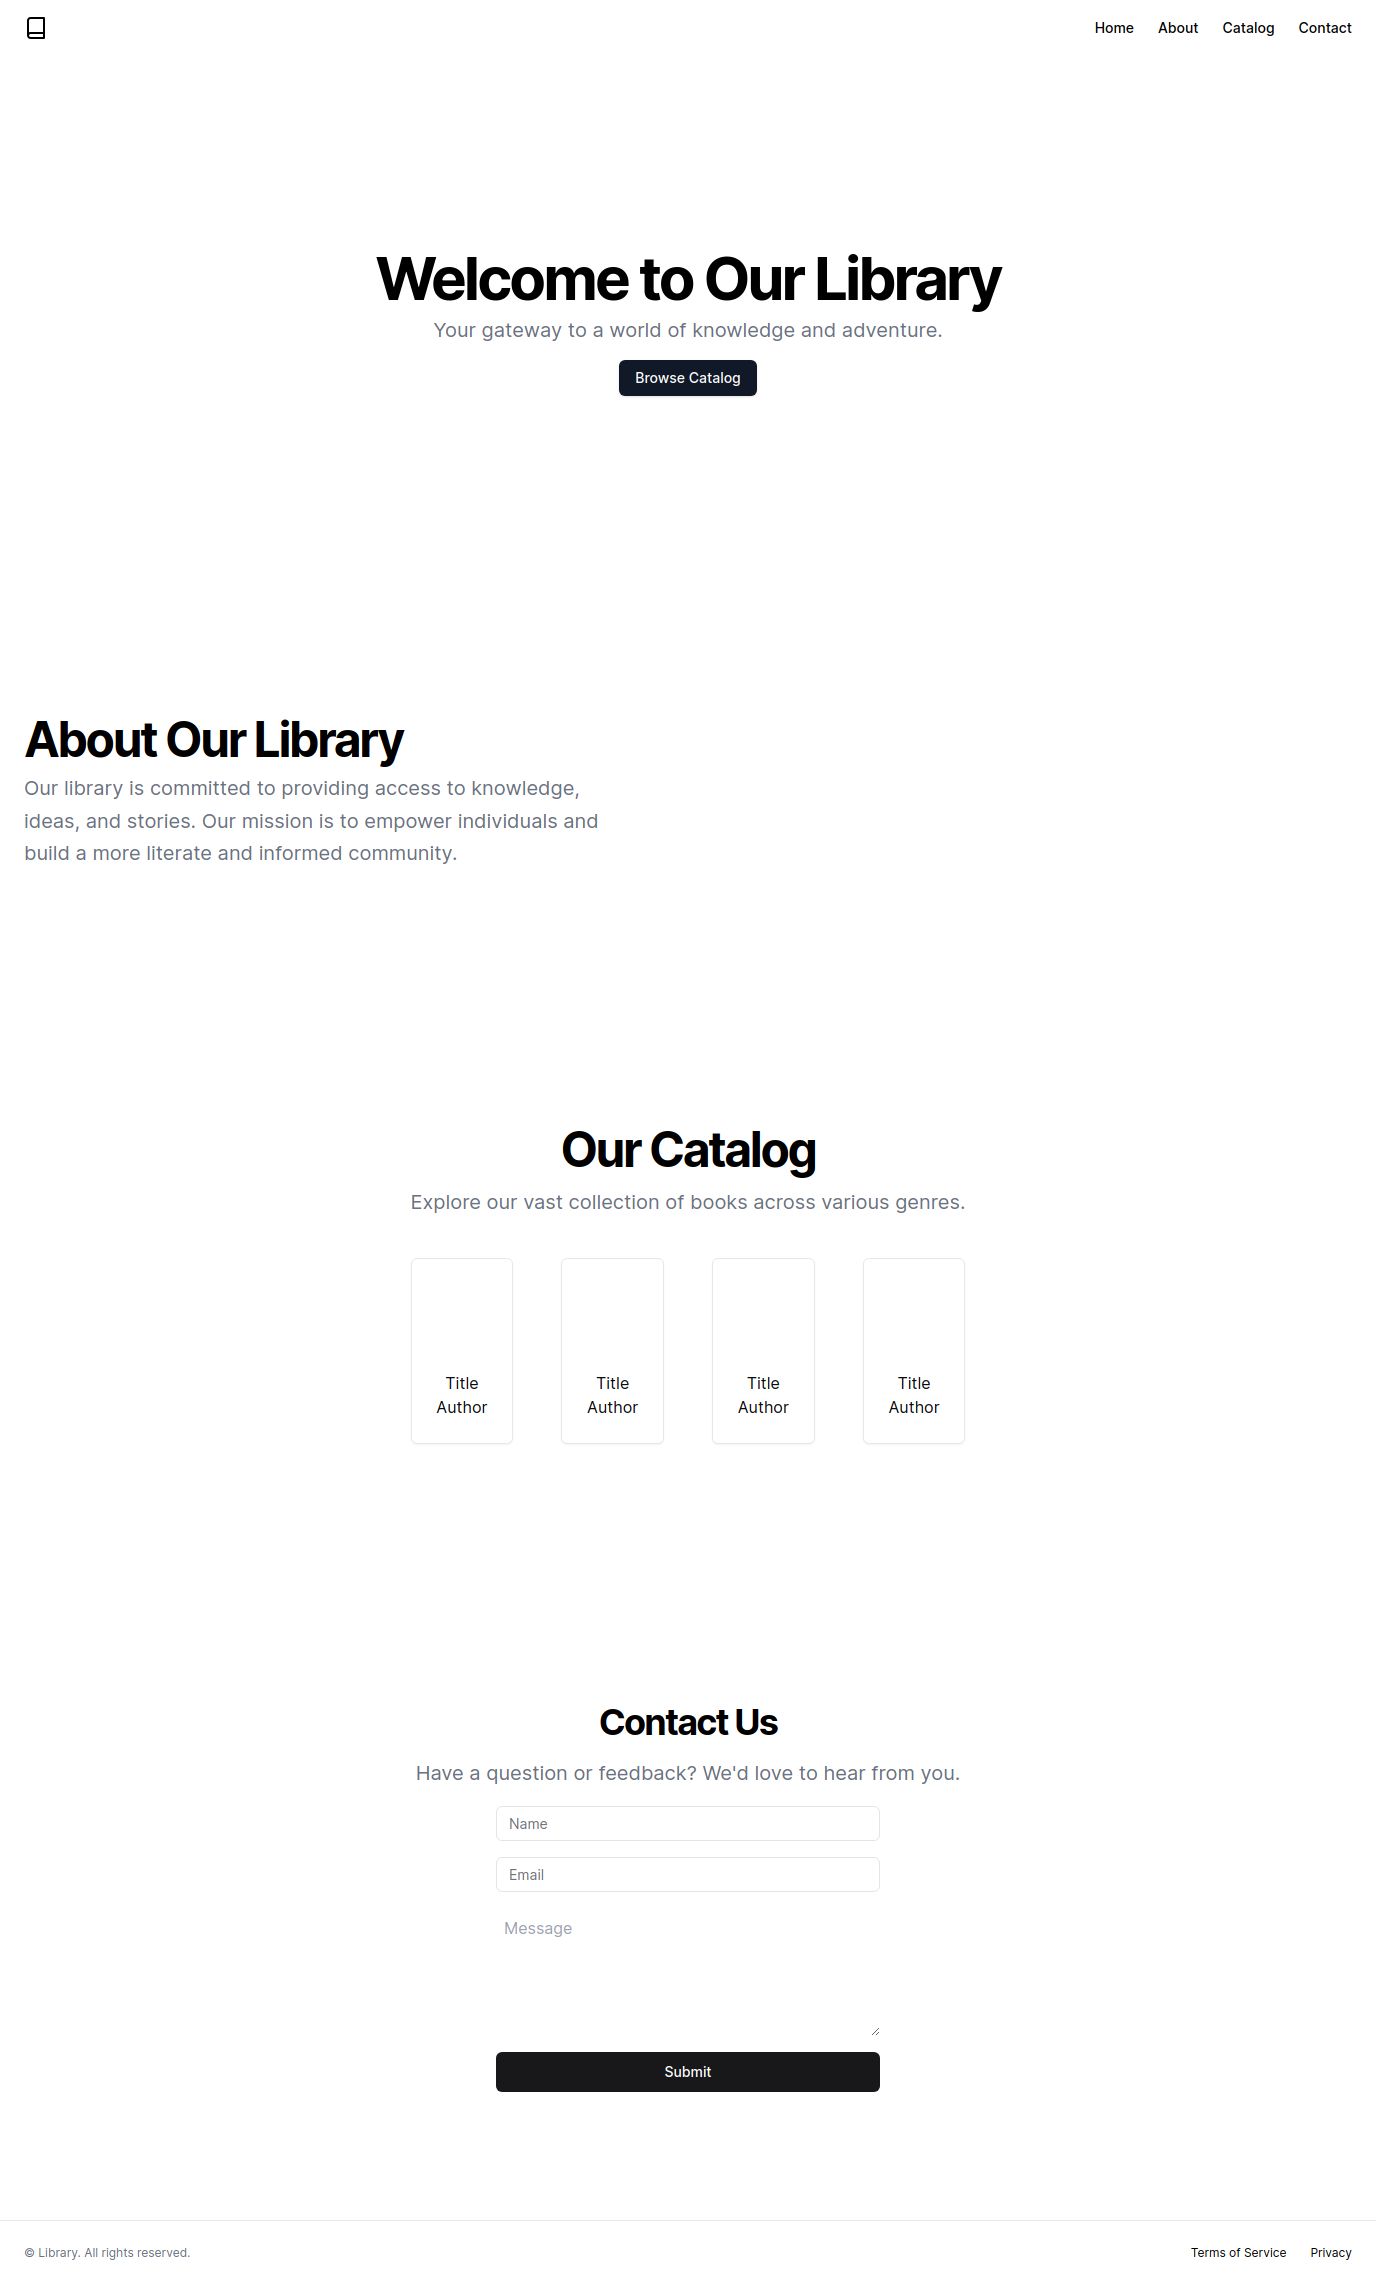 Home About Catalog Contact
Welcome to Our Library
Your gateway to a world of knowledge and adventure.
Browse Catalog
About Our Library
Our library is committed to providing access to knowledge,
ideas, and stories. Our mission is to empower individuals and
build a more literate and informed community.
Our Catalog
Explore our vast collection of books across various genres.
Title Title Title Title
Author Author Author Author
Contact Us
Have a question or feedback? We'd love to hear from you.
Name
Email
Message
Submit
© Library. All rights reserved. Terms of Service Privacy